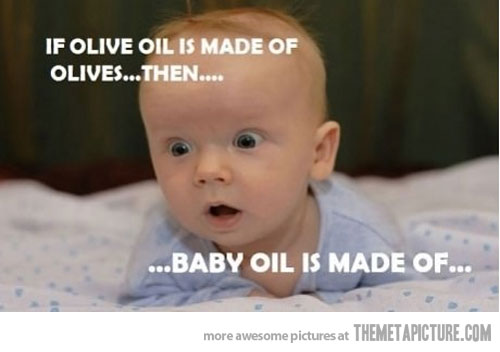 IF OLIVE OIL IS MADE OF
OLIVES...THEN....
...BABY OIL IS MADE OF...
more awesome pictures at THEMETAPICTURE.COM